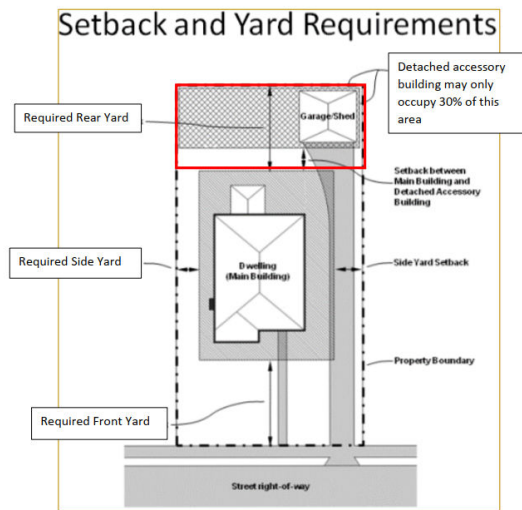 Setback and Yard Requirements
Detached accessory
building may only
occupy 30% of this
area
Required Rear Yard
Garage/Shed
Setback between
Main Building and
Detached Accessory
Building
Required Side Yard
Dwelling
(Main Building)
Side Yard Setback
Property Boundary
Required Front Yard
Street right-of-way